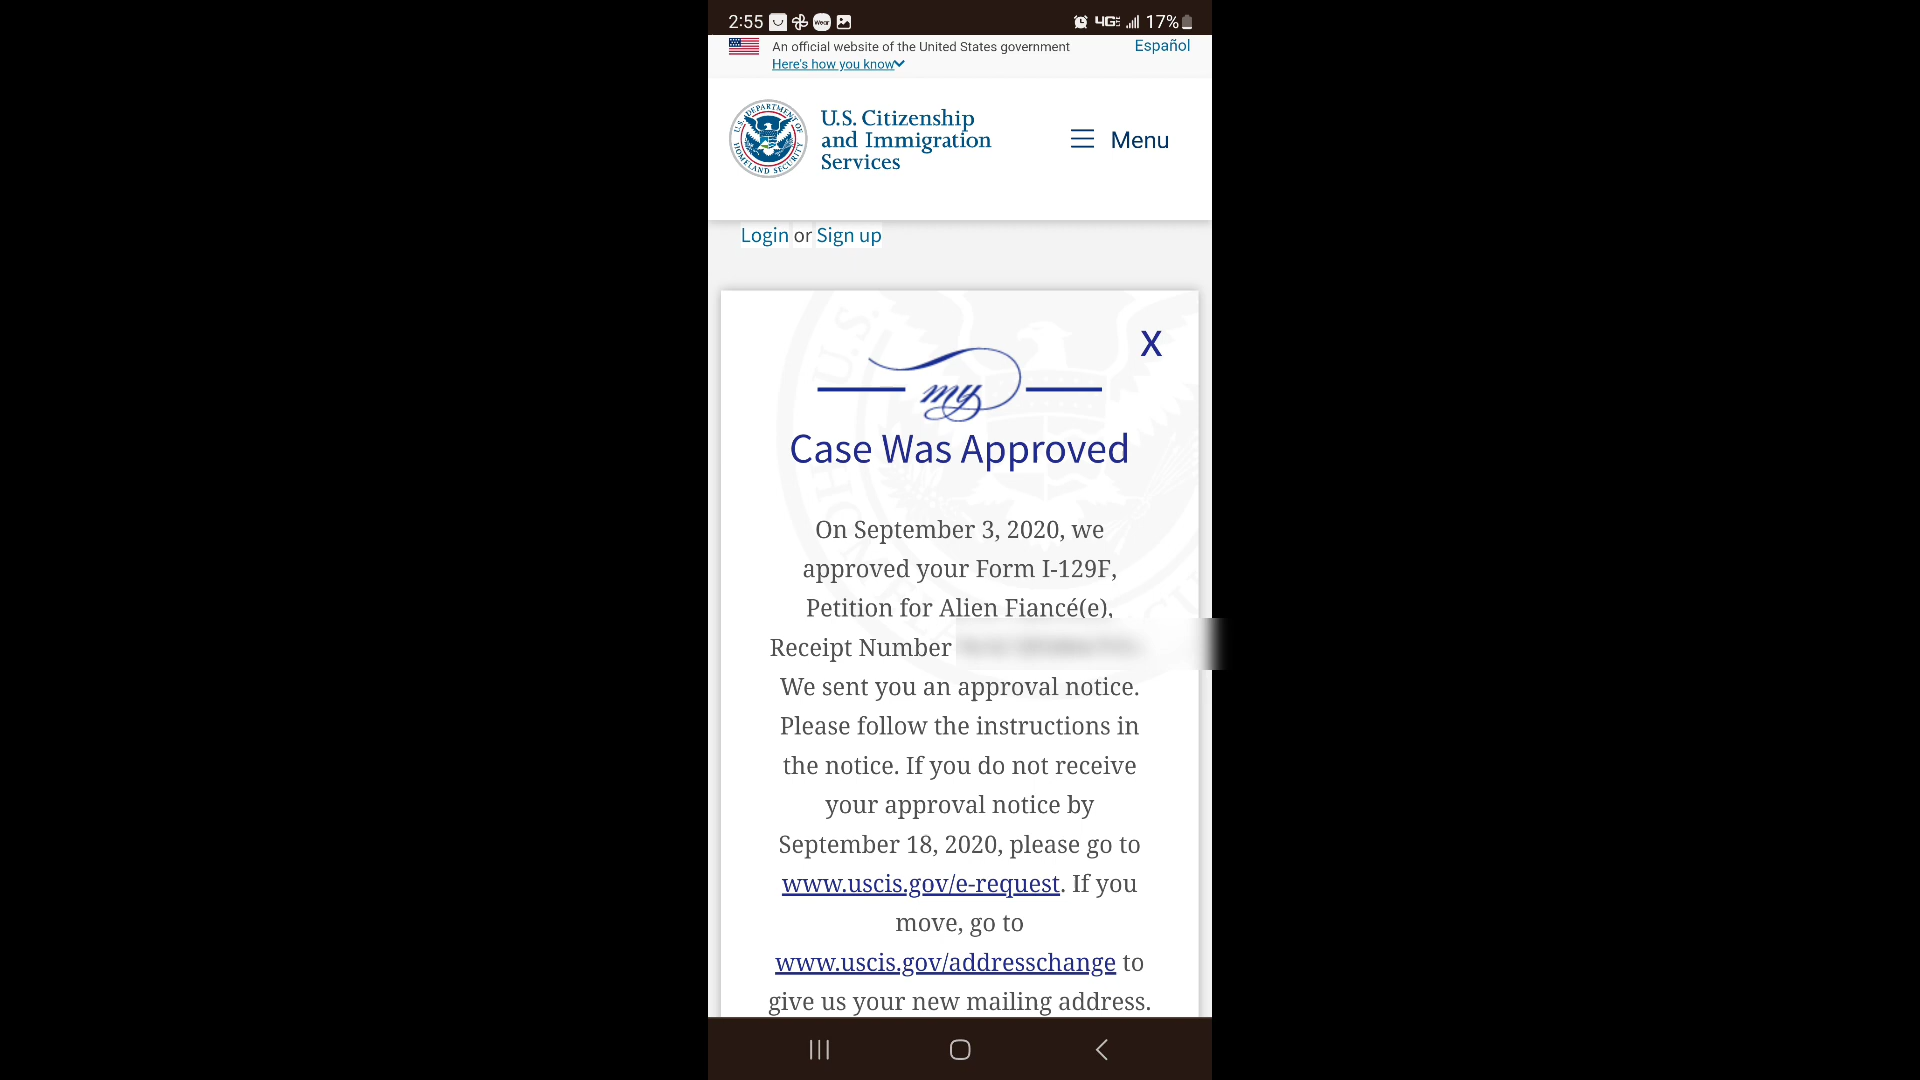 2:55 4G 17%
An official website of the United States government Español
Here's how you know
U.S. Citizenship
and Immigration
Services
Menu
Login or Sign up
X
my
Case Was Approved
On September 3, 2020, we
approved your Form I-129F,
Petition for Alien Fiancé(e),
Receipt Number
We sent you an approval notice.
Please follow the instructions in
the notice. If you do not receive
your approval notice by
September 18, 2020, please go to
www.uscis.gov/e-request. If you
move, go to
www.uscis.gov/addresschange to
give us your new mailing address.